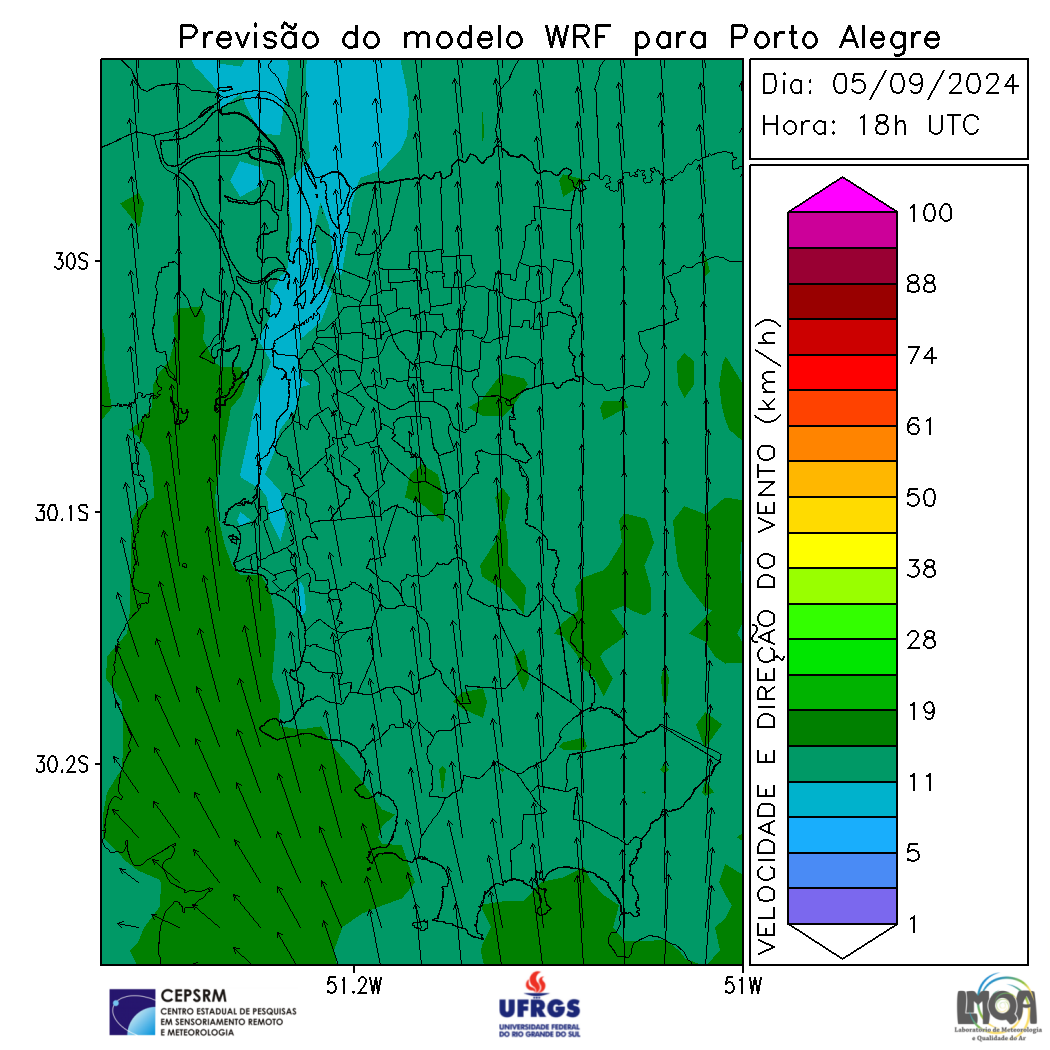 Previsão do modelo WRF para Porto Alegre
Dia: 05/09/2024
Hora: 18h UTC
30S
30.1S
30.2S
51.2W
51W
VELOCIDADE E DIREÇÃO DO VENTO (km/h)
100
88
74
61
50
38
28
19
11
5
1
CEPSRM
CENTRO ESTADUAL DE PESQUISAS
EM SENSORIAMENTO REMOTO
E METEOROLOGIA
UFRGS
UNIVERSIDADE FEDERAL
DO RIO GRANDE DO SUL
LMQA
Laboratório de Meteorologia
e Qualidade do Ar